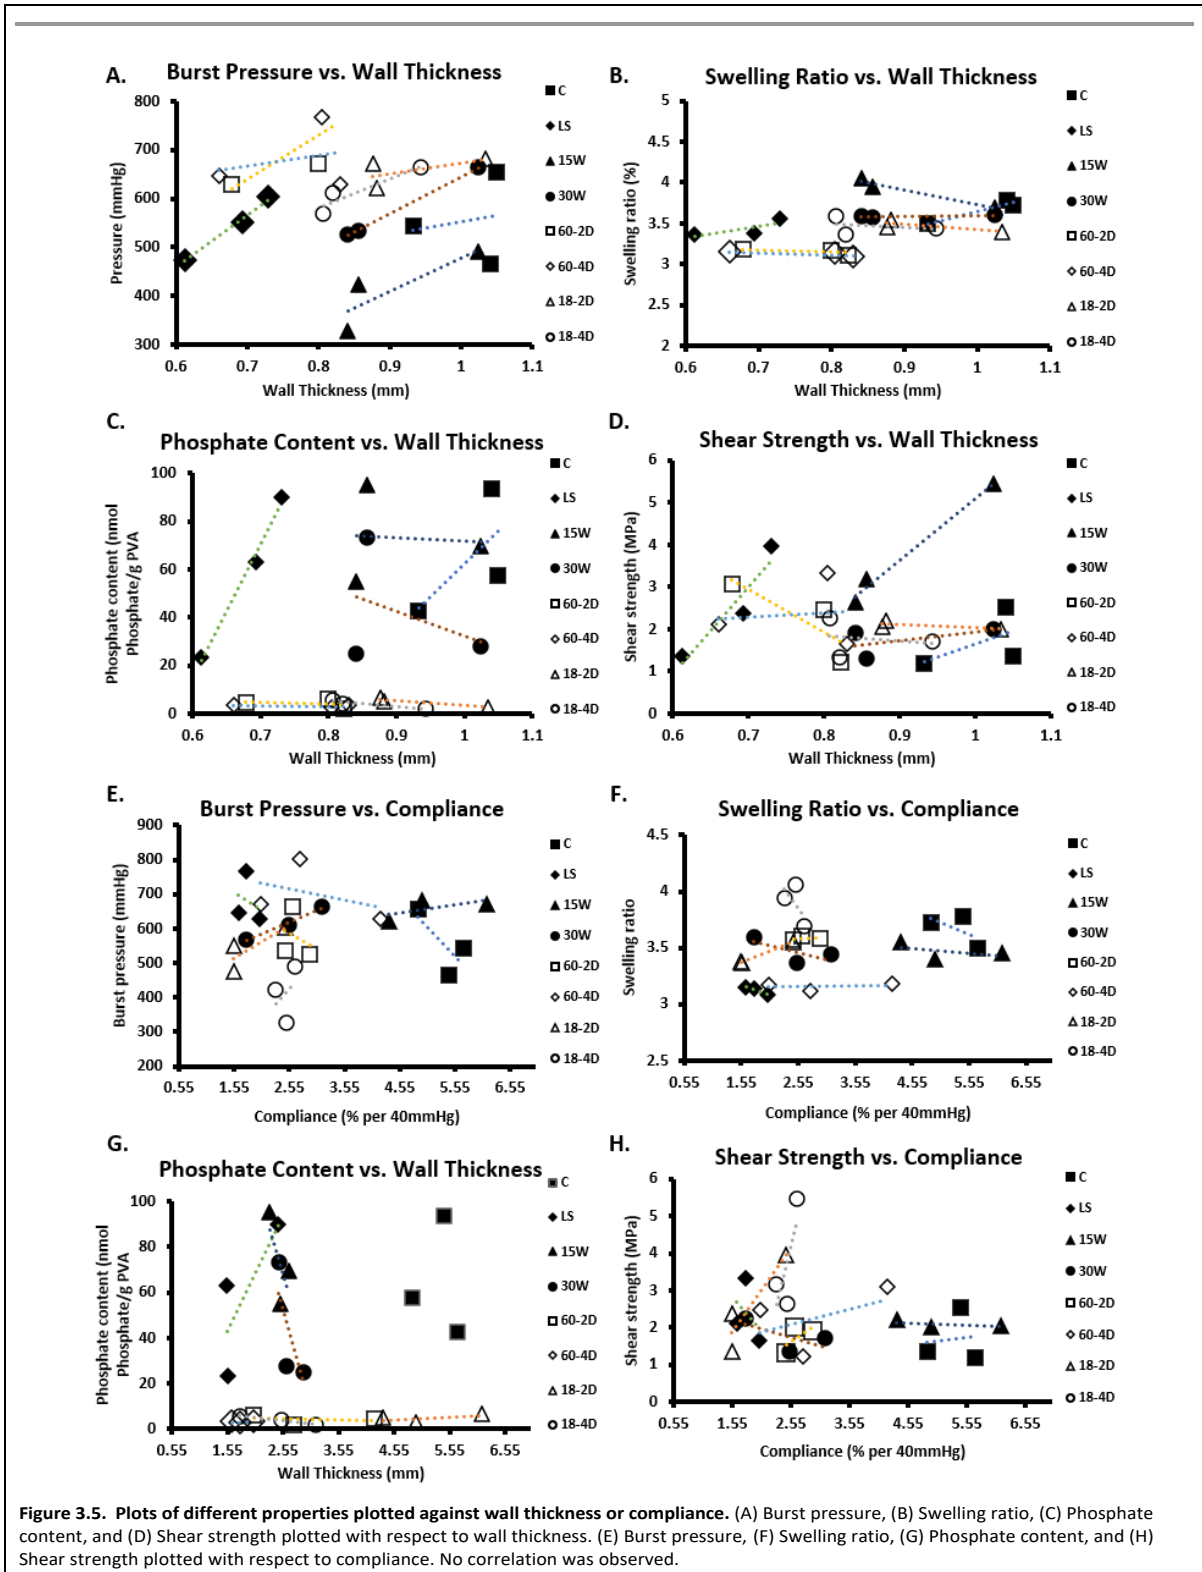 A.
Burst Pressure vs. Wall Thickness
Pressure (mmHg)
800
700
600
500
400
300
0.6 0.7 0.8 0.9 1 1.1
Wall Thickness (mm)
C
LS
15W
30W
60-2D
60-4D
18-2D
18-4D
B.
Swelling Ratio vs. Wall Thickness
Swelling ratio (%)
5
4.5
4
3.5
3
2.5
2
0.6 0.7 0.8 0.9 1 1.1
Wall Thickness (mm)
C
LS
15W
30W
60-2D
60-4D
18-2D
18-4D
C.
Phosphate Content vs. Wall Thickness
Phosphate content (nmol
Phosphate/g PVA
100
80
60
40
20
0
0.6 0.7 0.8 0.9 1 1.1
Wall Thickness (mm)
C
LS
15W
30W
60-2D
60-4D
18-2D
18-4D
D.
Shear Strength vs. Wall Thickness
Shear strength (MPa)
6
5
4
3
2
1
0
0.6 0.7 0.8 0.9 1 1.1
Wall Thickness (mm)
C
LS
15W
30W
60-2D
60-4D
18-2D
18-4D
E.
Burst Pressure vs. Compliance
Burst pressure (mmHg)
900
800
700
600
500
400
300
200
0.55 1.55 2.55 3.55 4.55 5.55 6.55
Compliance (% per 40mmHg)
C
LS
15W
30W
60-2D
60-4D
18-2D
18-4D
F.
Swelling Ratio vs. Compliance
Swelling ratio
4.5
4
3.5
3
2.5
0.55 1.55 2.55 3.55 4.55 5.55 6.55
Compliance (% per 40mmHg)
C
LS
15W
30W
60-2D
60-4D
18-2D
18-4D
G.
Phosphate Content vs. Wall Thickness
Phosphate content (nmol
Phosphate/g PVA
100
80
60
40
20
0
0.55 1.55 2.55 3.55 4.55 5.55 6.55
Wall Thickness (mm)
C
LS
15W
30W
60-2D
60-4D
18-2D
18-4D
H.
Shear Strength vs. Compliance
Shear strength (MPa)
6
5
4
3
2
1
0
0.55 1.55 2.55 3.55 4.55 5.55 6.55
Compliance (% per 40mmHg)
C
LS
15W
30W
60-2D
60-4D
18-2D
18-4D
Figure 3.5. Plots of different properties plotted against wall thickness or compliance. (A) Burst pressure, (B) Swelling ratio, (C) Phosphate
content, and (D) Shear strength plotted with respect to wall thickness. (E) Burst pressure, (F) Swelling ratio, (G) Phosphate content, and (H)
Shear strength plotted with respect to compliance. No correlation was observed.